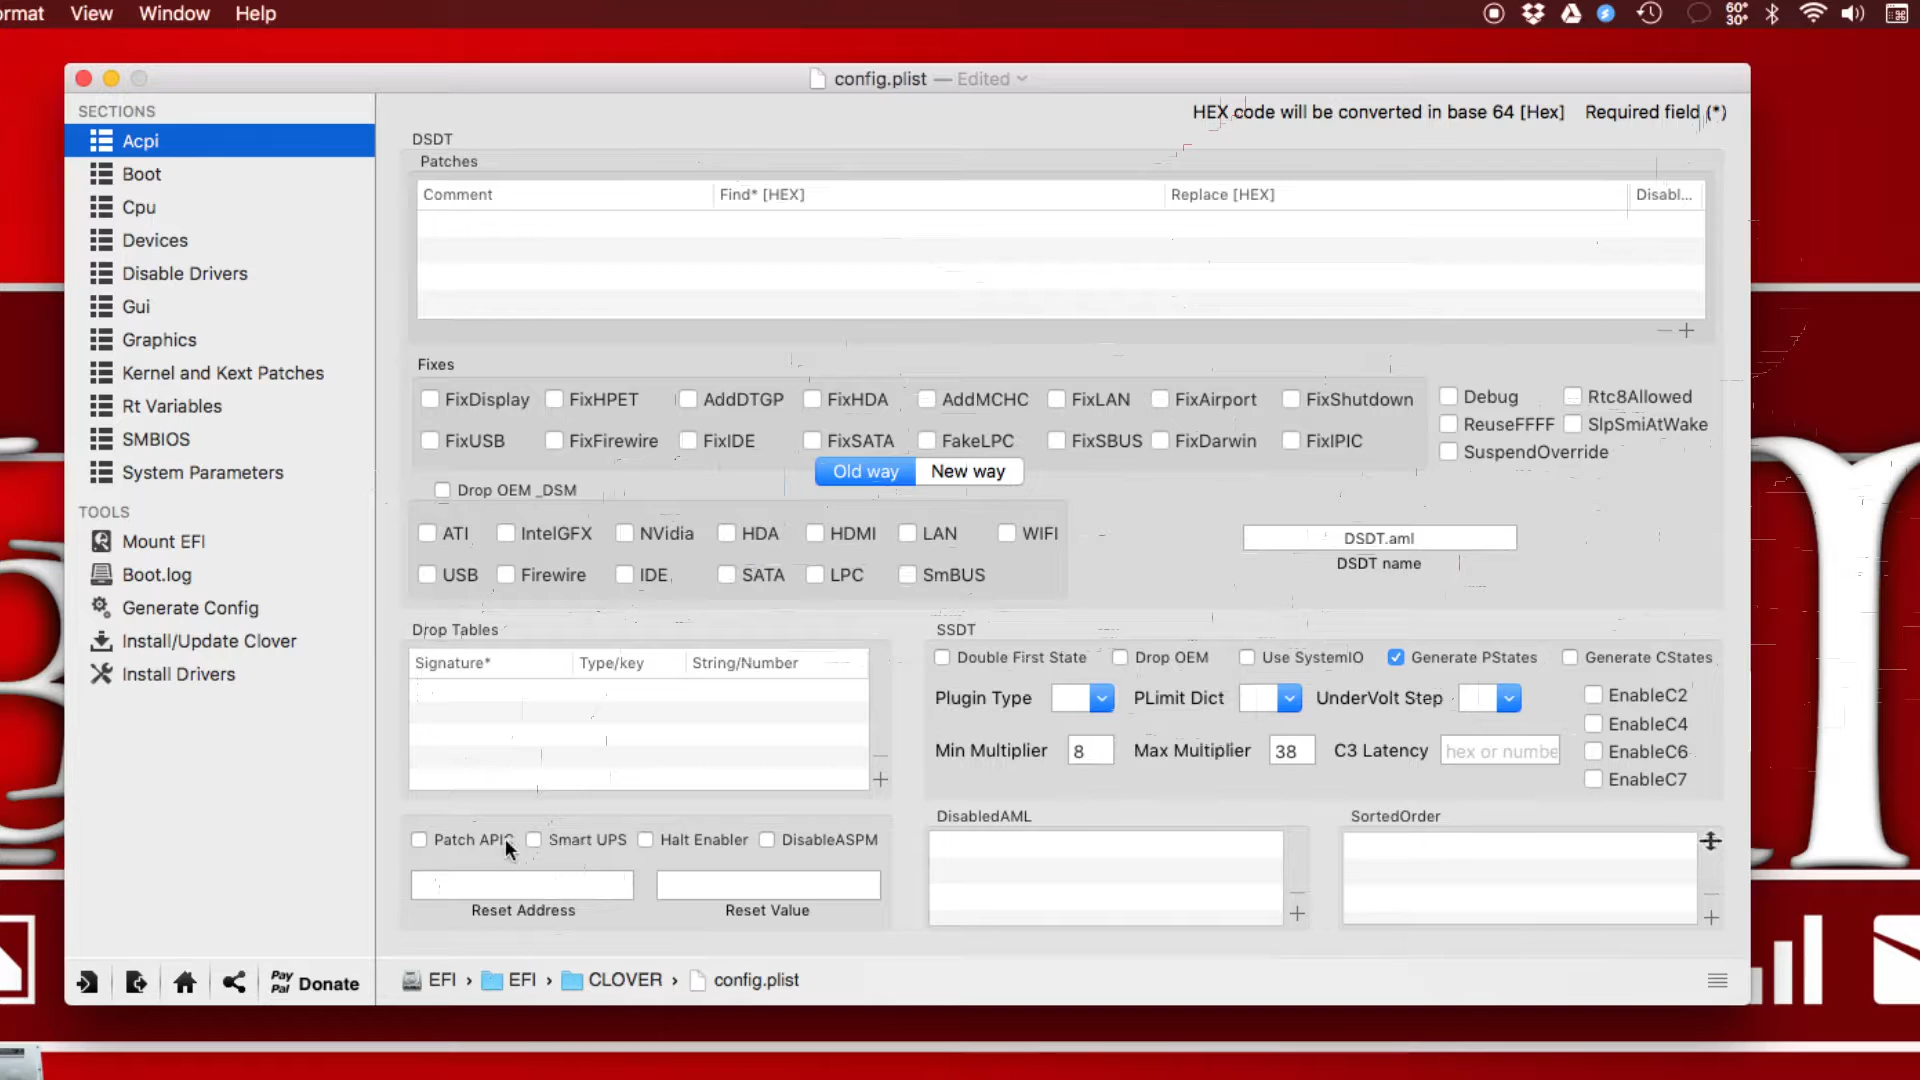 ormat View Window Help 60° 30°
config.plist — Edited
SECTIONS
Acpi
Boot
Cpu
Devices
Disable Drivers
Gui
Graphics
Kernel and Kext Patches
Rt Variables
SMBIOS
System Parameters
TOOLS
Mount EFI
Boot.log
Generate Config
Install/Update Clover
Install Drivers
Pay Pal Donate
HEX code will be converted in base 64 [Hex] Required field (*)
DSDT
Patches
Comment Find* [HEX] Replace [HEX] Disabl...
Fixes
FixDisplay FixHPET AddDTGP FixHDA AddMCHC FixLAN FixAirport FixShutdown Debug Rtc8Allowed
ReuseFFFF SlpSmiAtWake
FixUSB FixFirewire FixIDE FixSATA FakeLPC FixSBUS FixDarwin FixIPIC SuspendOverride
Old way New way
Drop OEM _DSM
ATI IntelGFX NVidia HDA HDMI LAN WIFI
USB Firewire IDE SATA LPC SmBUS
DSDT.aml
DSDT name
Drop Tables
Signature* Type/key String/Number
SSDT
Double First State Drop OEM Use SystemIO Generate PStates Generate CStates
Plugin Type PLimit Dict UnderVolt Step EnableC2
EnableC4
Min Multiplier 8 Max Multiplier 38 C3 Latency hex or numbe EnableC6
EnableC7
Patch APIC Smart UPS Halt Enabler DisableASPM
Reset Address Reset Value
DisabledAML SortedOrder
EFI › EFI › CLOVER › config.plist